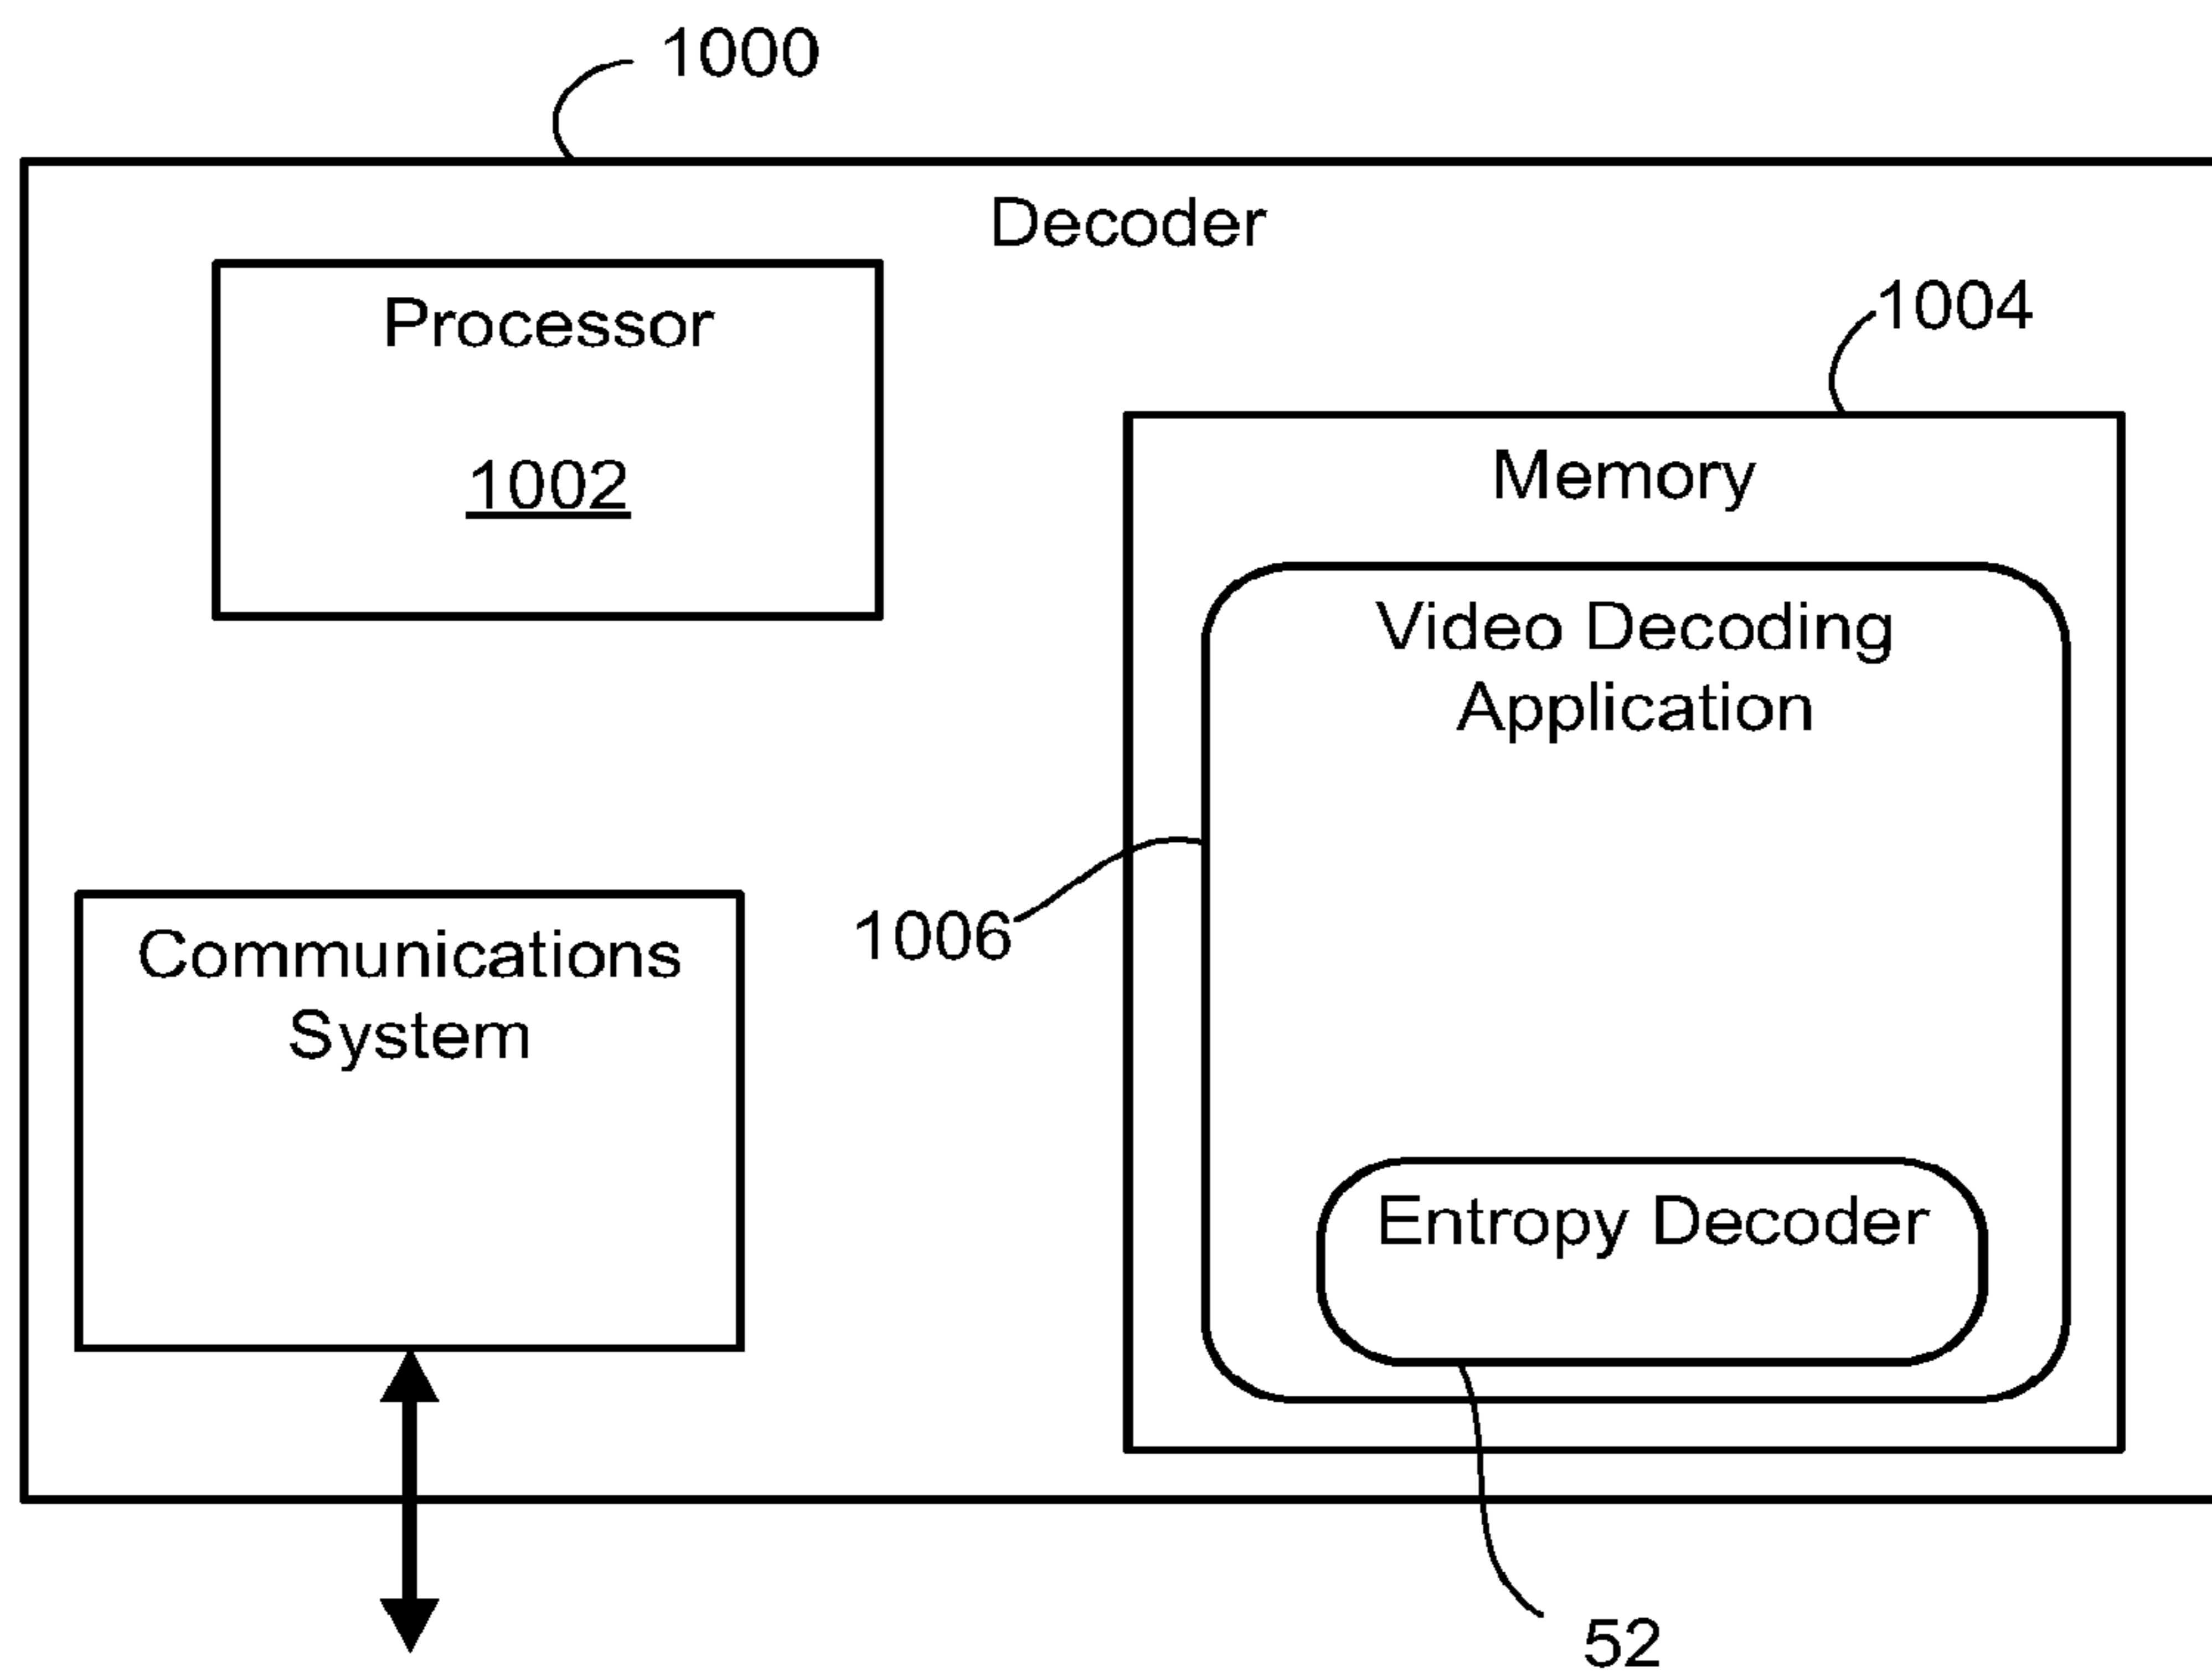 1000
Decoder
Processor
1002
1004
Memory
Video Decoding
Application
1006
Communications
System
Entropy Decoder
52